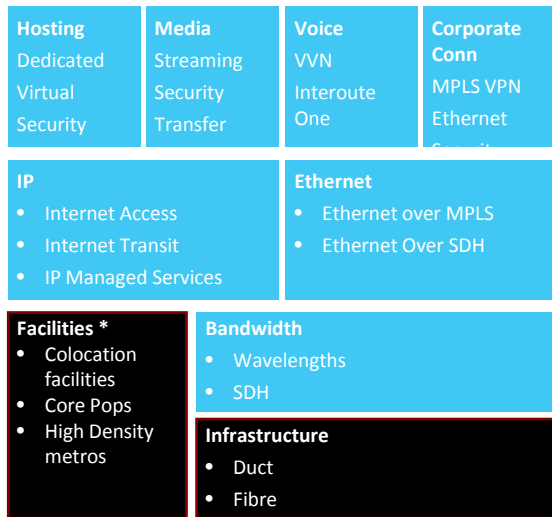 Hosting
Dedicated
Virtual
Security
Media
Streaming
Security
Transfer
Voice
VVN
Interoute
One
Corporate
Conn
MPLS VPN
Ethernet
IP
• Internet Access
• Internet Transit
• IP Managed Services
Ethernet
• Ethernet over MPLS
• Ethernet Over SDH
Facilities *
• Colocation
facilities
• Core Pops
• High Density
metros
Bandwidth
• Wavelengths
• SDH
Infrastructure
• Duct
• Fibre